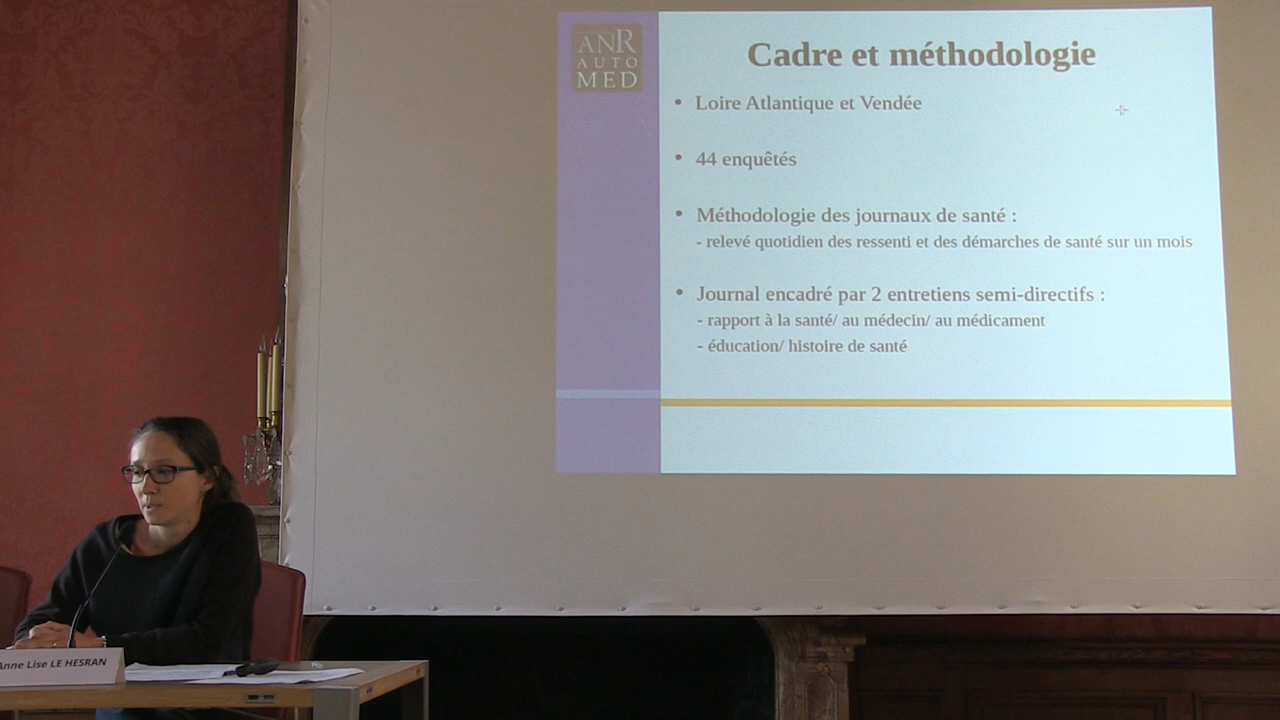 ANR
AUTO
MED
Cadre et méthodologie
• Loire Atlantique et Vendée
• 44 enquêtés
• Méthodologie des journaux de santé :
- relevé quotidien des ressenti et des démarches de santé sur un mois
• Journal encadré par 2 entretiens semi-directifs :
- rapport à la santé/ au médecin/ au médicament
- éducation/ histoire de santé
Anne Lise LE HESRAN